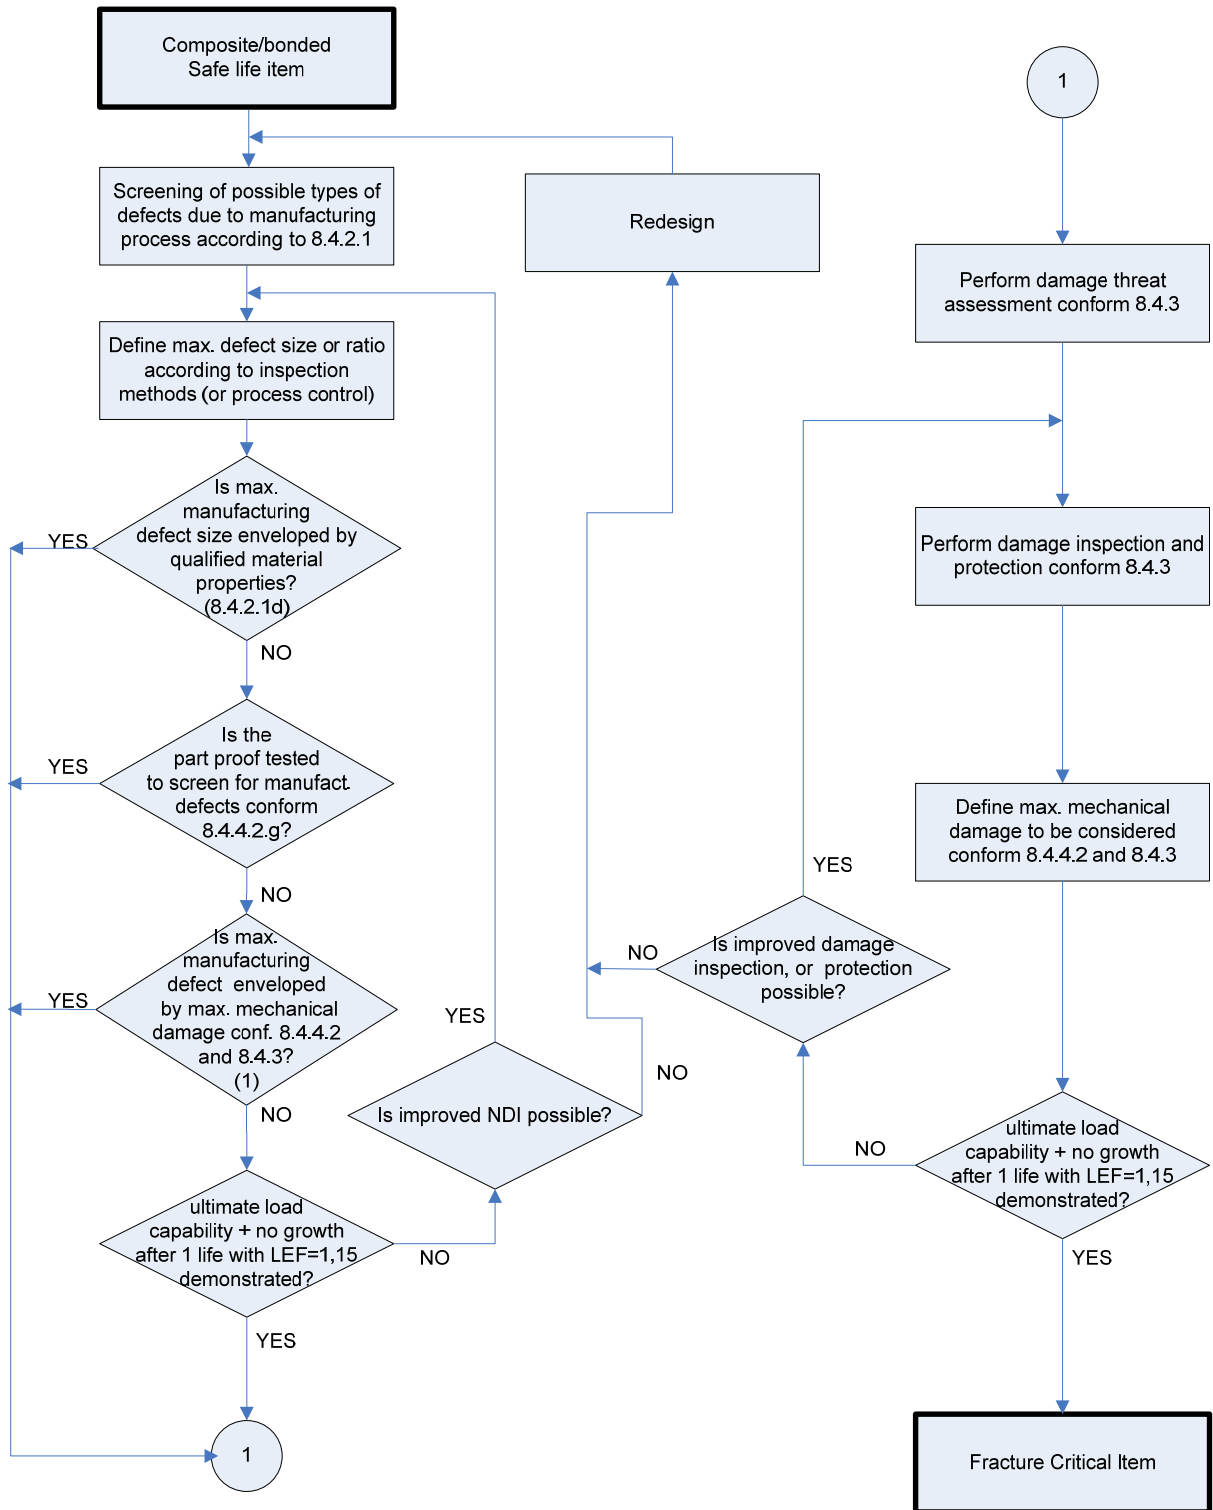 Composite/bonded
Safe life item
Screening of possible types of
defects due to manufacturing
process according to 8.4.2.1
Define max. defect size or ratio
according to inspection
methods (or process control)
Is max.
manufacturing
defect size enveloped by
qualified material
properties?
(8.4.2.1d)
YES
NO
Is the
part proof tested
to screen for manufact.
defects conform
8.4.4.2.g?
YES
NO
Is max.
manufacturing
defect enveloped
by max. mechanical
damage conf. 8.4.4.2
and 8.4.3?
(1)
YES
NO
ultimate load
capability + no growth
after 1 life with LEF=1,15
demonstrated?
NO
YES
1
Redesign
YES
Is improved NDI possible?
NO
1
Perform damage threat
assessment conform 8.4.3
Perform damage inspection and
protection conform 8.4.3
Define max. mechanical
damage to be considered
conform 8.4.4.2 and 8.4.3
YES
NO
Is improved damage
inspection, or protection
possible?
NO
ultimate load
capability + no growth
after 1 life with LEF=1,15
demonstrated?
YES
Fracture Critical Item